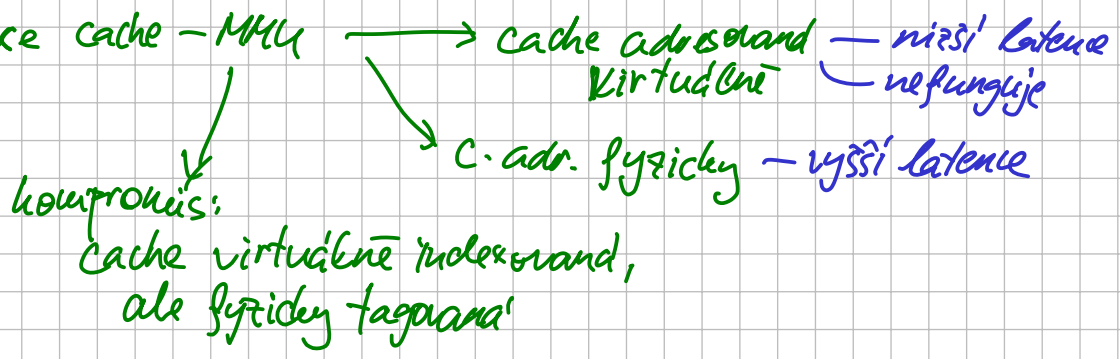 ce cache – MMU → cache adresovaná — nižší latence
virtuálně — nefunguje
c. adr. fyzicky — vyšší latence
kompromis:
cache virtuálně indexovaná,
ale fyzicky tagovaná